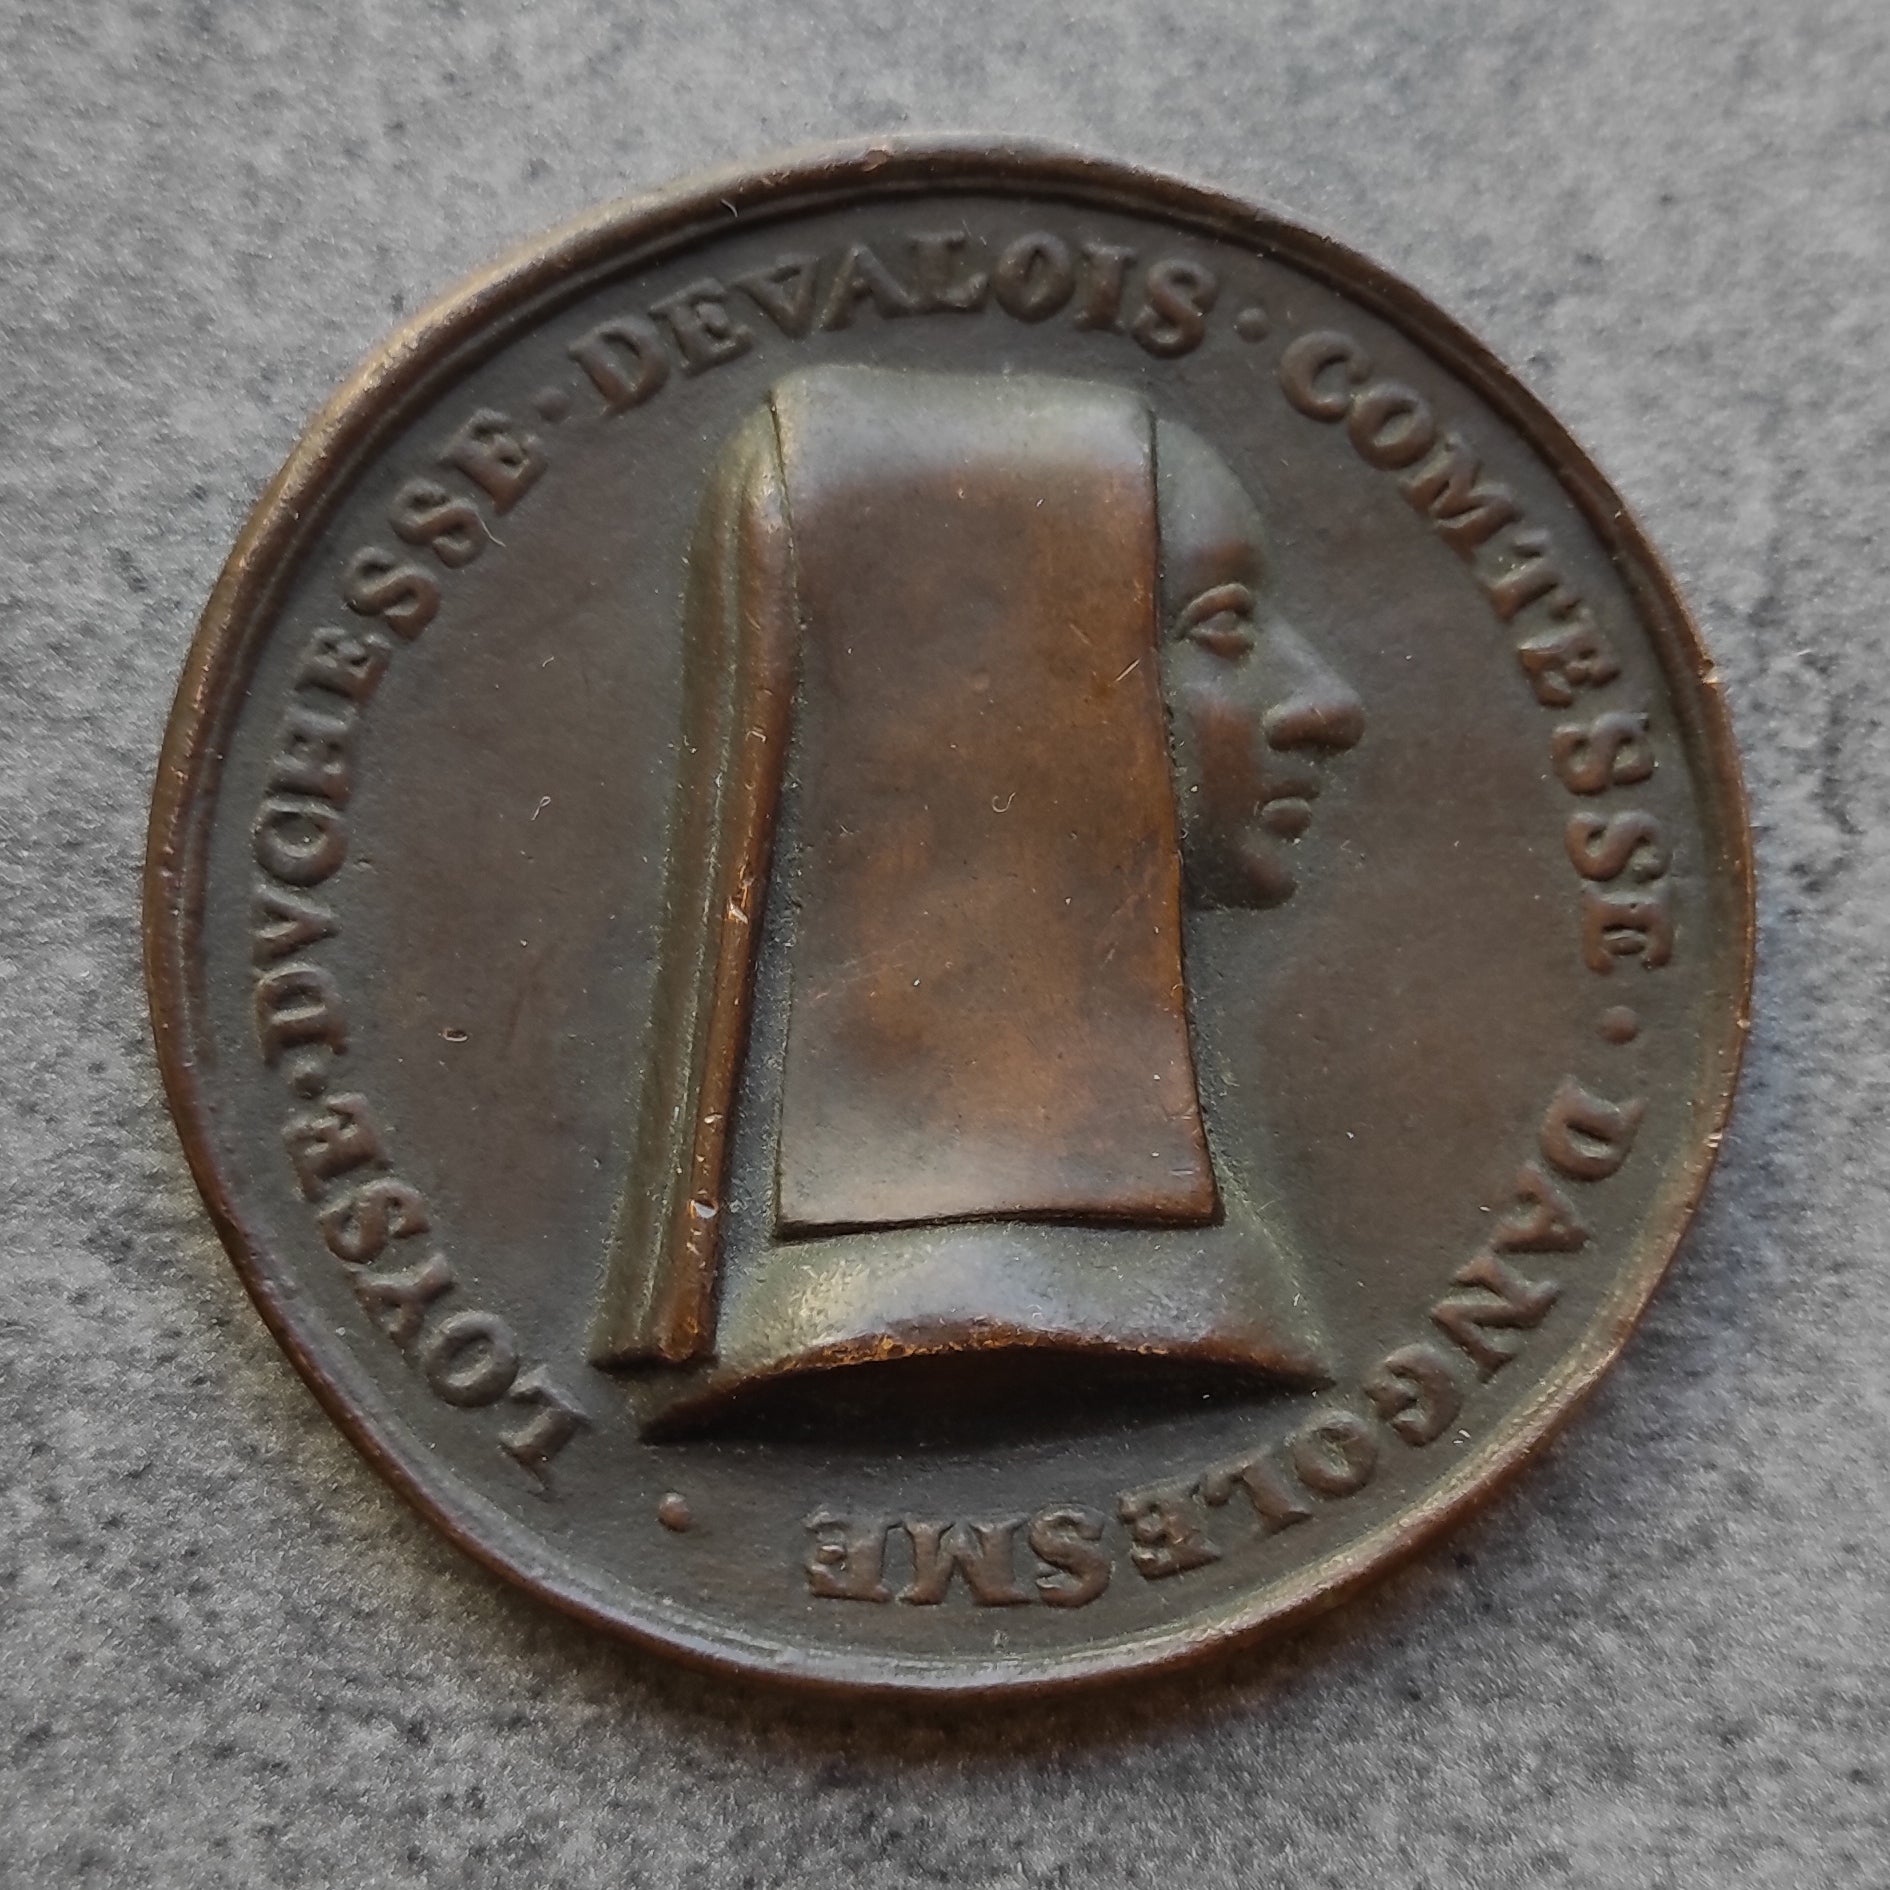 LOYSE · DVCHESSE · DEVALOIS · COMTESSE · DANGOLESME ·